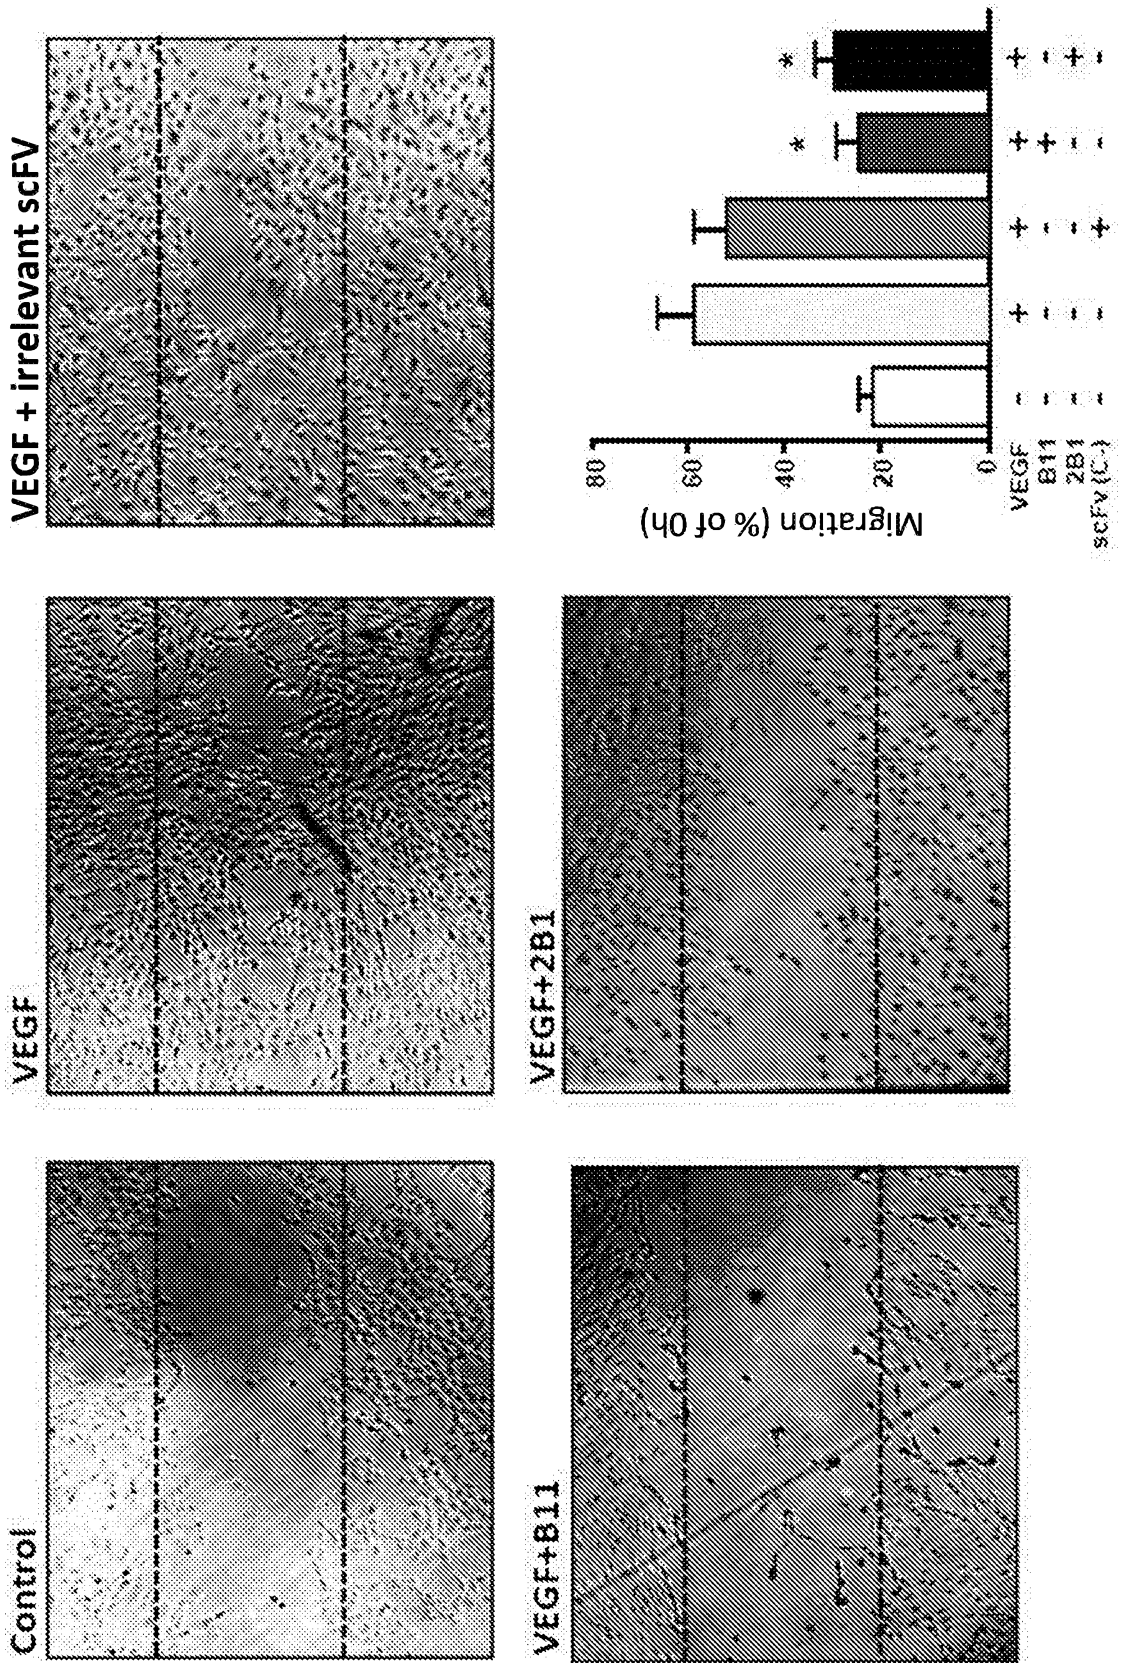 Control
VEGF
VEGF + irrelevant scFV
VEGF+B11
VEGF+2B1
Migration (% of 0h)
80
60
40
20
0
* *
VEGF - + + + +
B11 - - - + -
2B1 - - - - +
scFv (C-) - - + - -